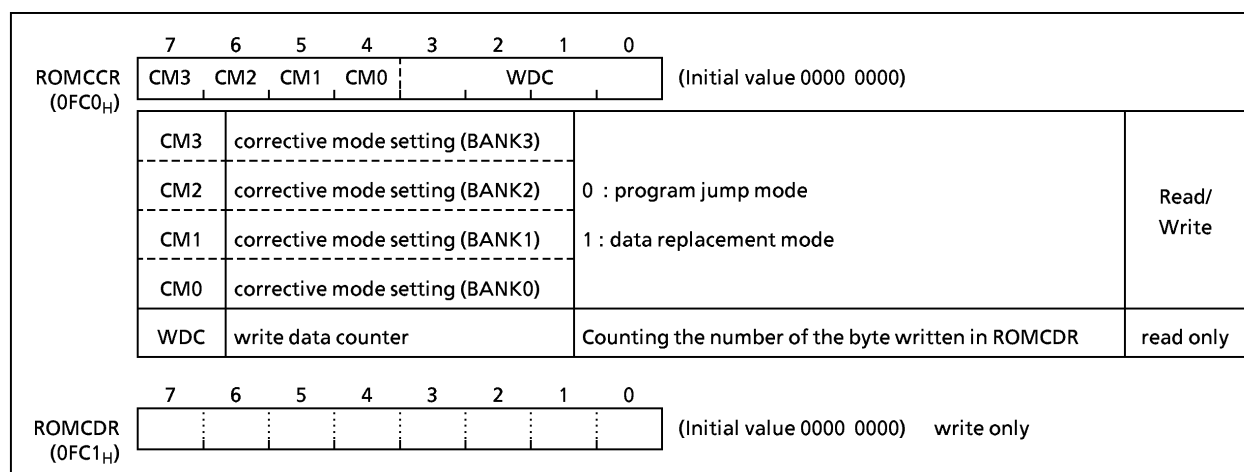 7 6 5 4 3 2 1 0
ROMCCR CM3 CM2 CM1 CM0 WDC (Initial value 0000 0000)
(0FC0H)
CM3 corrective mode setting (BANK3)
CM2 corrective mode setting (BANK2) 0 : program jump mode Read/
CM1 corrective mode setting (BANK1) 1 : data replacement mode Write
CM0 corrective mode setting (BANK0)
WDC write data counter Counting the number of the byte written in ROMCDR read only
7 6 5 4 3 2 1 0
ROMCDR (Initial value 0000 0000) write only
(0FC1H)